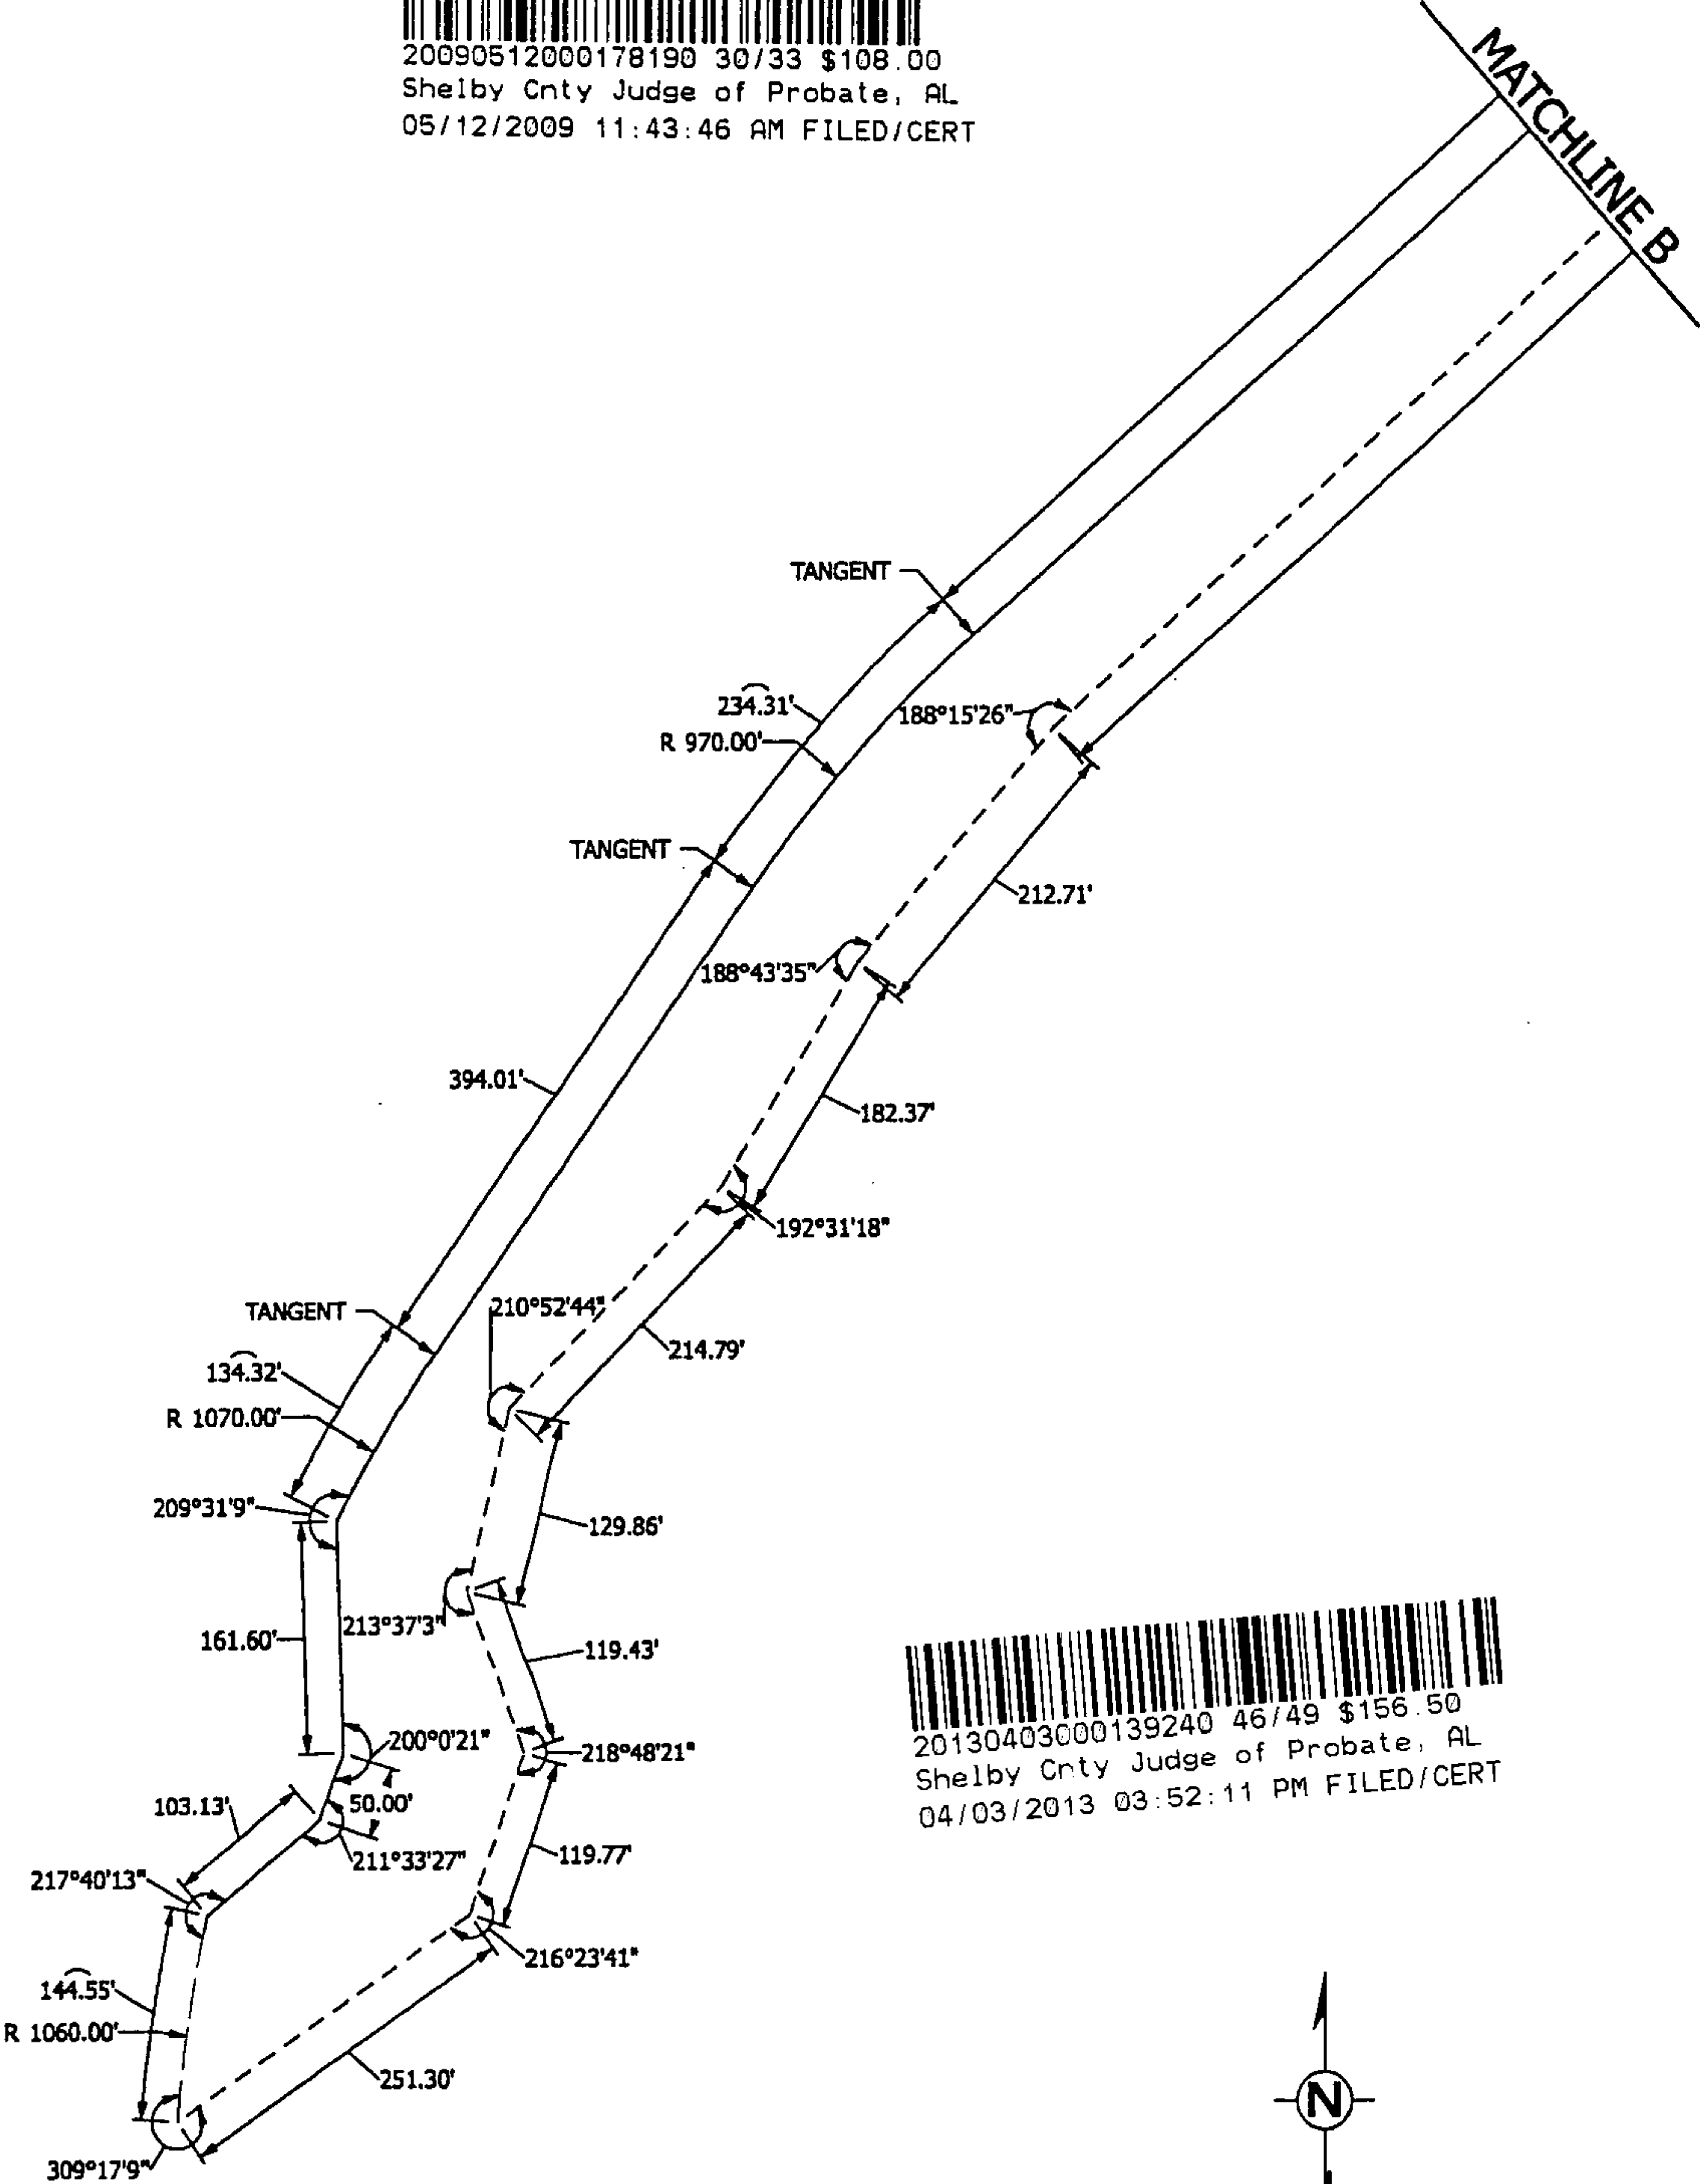 20090512000178190 30/33 $108.00
Shelby Cnty Judge of Probate, AL
05/12/2009 11:43:46 AM FILED/CERT
MATCHLINE B
TANGENT
234.31'
188°15'26"
R 970.00'
TANGENT
212.71'
188°43'35"
394.01'
182.37'
192°31'18"
210°52'44"
TANGENT
214.79'
134.32'
R 1070.00'
209°31'9"
129.86'
213°37'3"
161.60'
119.43'
200°0'21"
218°48'21"
50.00'
103.13'
211°33'27"
119.77'
217°40'13"
216°23'41"
144.55'
R 1060.00'
251.30'
309°17'9"
20130403000139240 46/49 $156.50
Shelby Cnty Judge of Probate, AL
04/03/2013 03:52:11 PM FILED/CERT
N